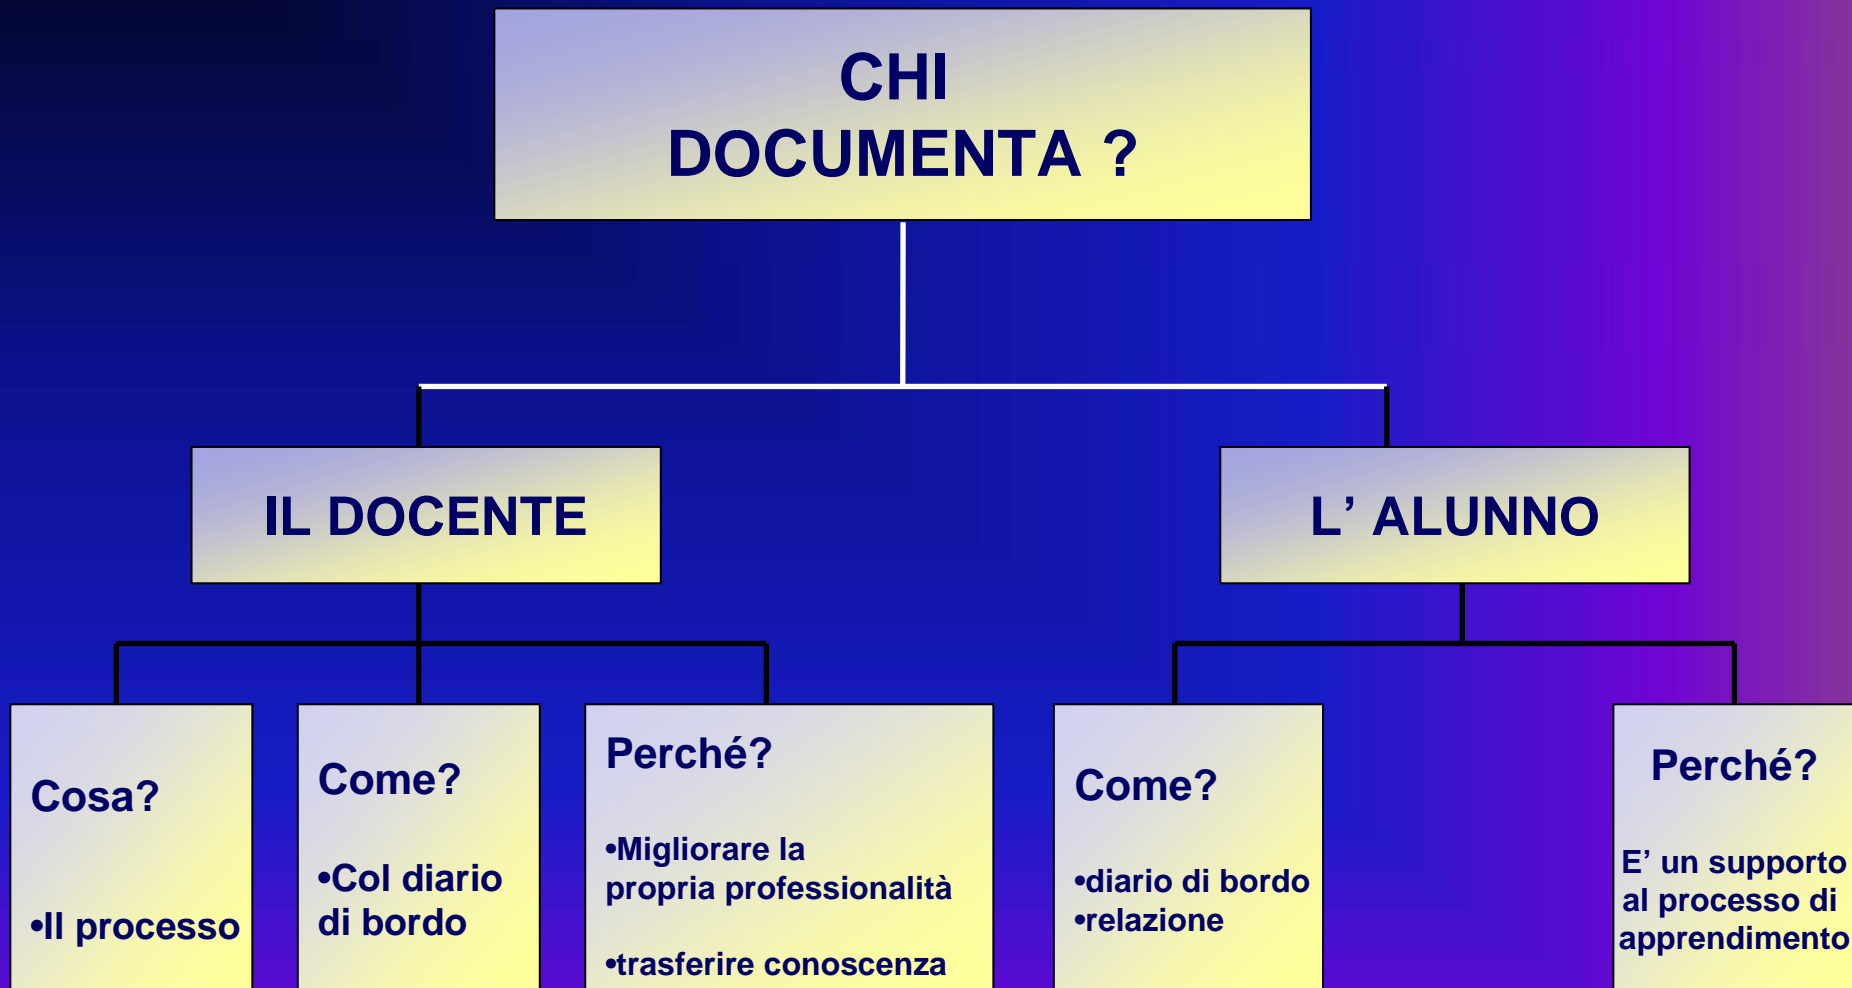 CHI
DOCUMENTA ?
IL DOCENTE
L’ ALUNNO
Cosa?
•Il processo
Come?
•Col diario
di bordo
Perché?
•Migliorare la
propria professionalità
•trasferire conoscenza
Come?
•diario di bordo
•relazione
Perché?
E’ un supporto
al processo di
apprendimento